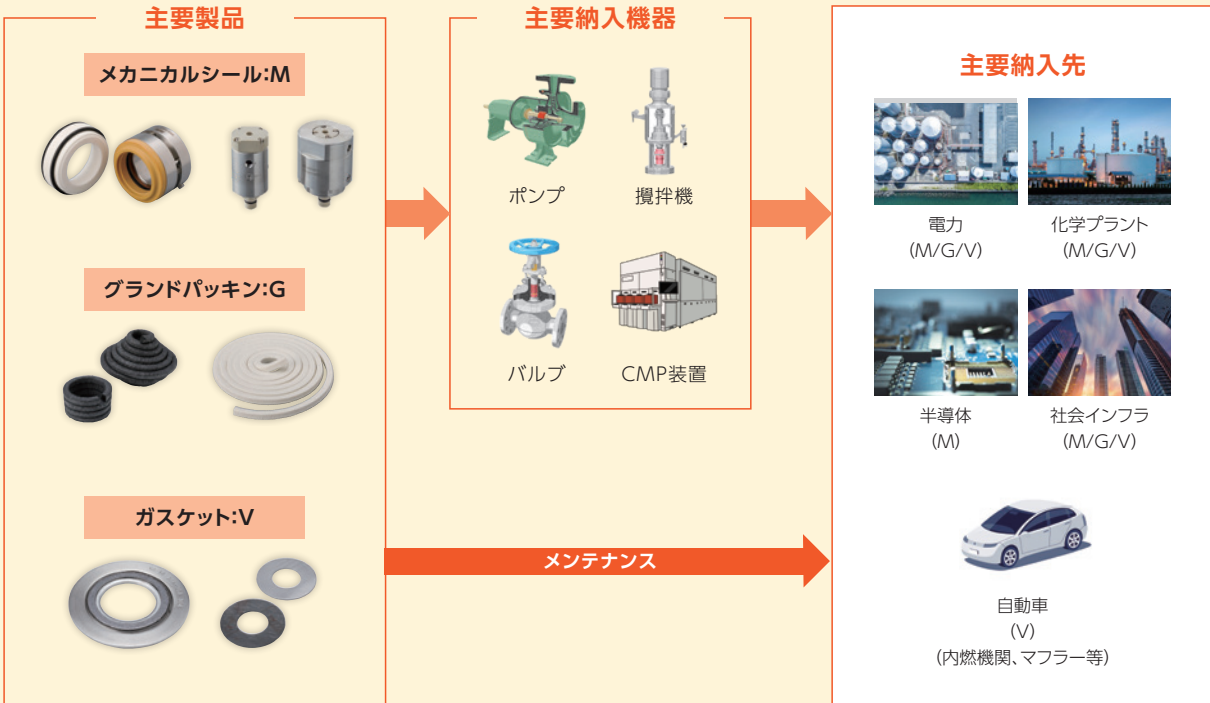 主要製品
メカニカルシール:M
グランドパッキン:G
ガスケット:V
主要納入機器
ポンプ
攪拌機
バルブ
CMP装置
メンテナンス
主要納入先
電力
(M/G/V)
化学プラント
(M/G/V)
半導体
(M)
社会インフラ
(M/G/V)
自動車
(V)
(内燃機関、マフラー等)